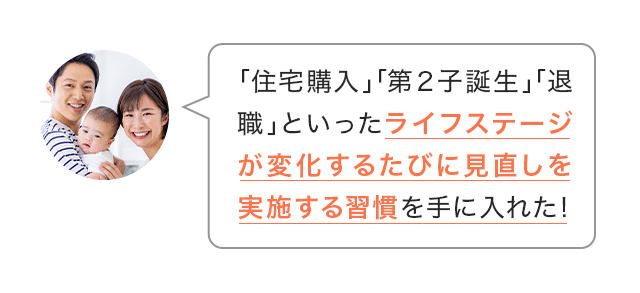 「住宅購入」「第２子誕生」「退
職」といったライフステージ
が変化するたびに見直しを
実施する習慣を手に入れた！